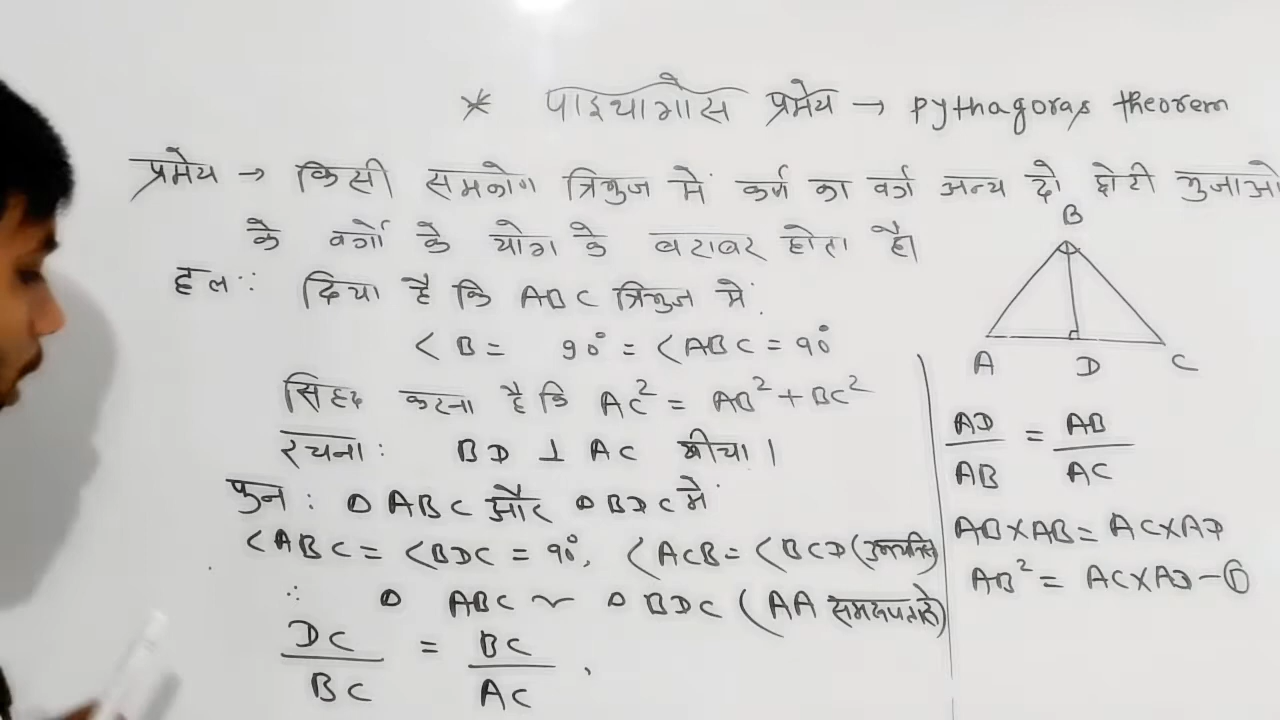 * पाइथागोस प्रमेय → pythagoras theorem
प्रमेय → किसी समकोण त्रिभुज में कर्ण का वर्ग अन्य दो छोटी भुजाओ
के वर्गो के योग के बराबर होता है।
हल:: दिया है कि ABC त्रिभुज में.
<B = 90° = <ABC = 90°
सिद्ध करना है कि AC² = AB² + BC²
रचना: BD ⊥ AC खीचा।
पुन: Δ ABC और Δ BDC में
<ABC = <BDC = 90°, <ACB = <BCD (उभयनिष्ठ)
∴ Δ ABC ~ Δ BDC (AA समरूपता से)
DC/BC = BC/AC
B
A D C
AD/AB = AB/AC
AB×AB = AC×AD
AB² = AC×AD - ①